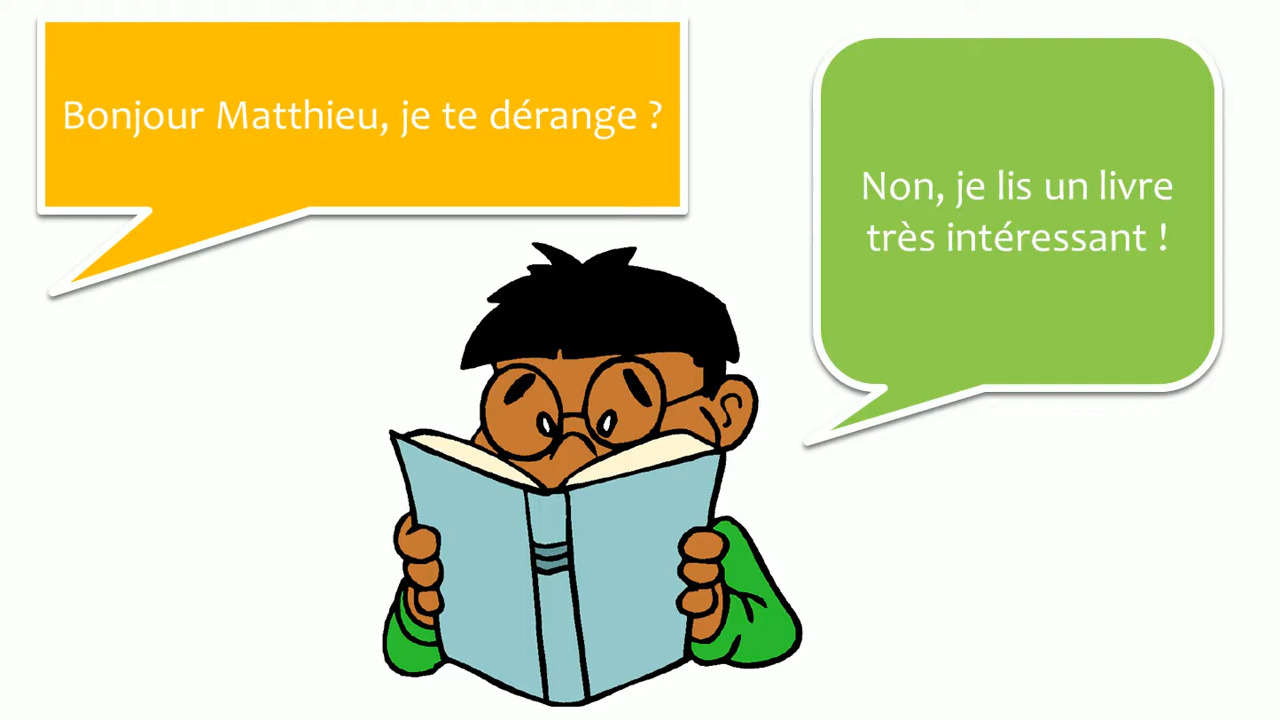 Bonjour Matthieu, je te dérange ?
Non, je lis un livre
très intéressant !